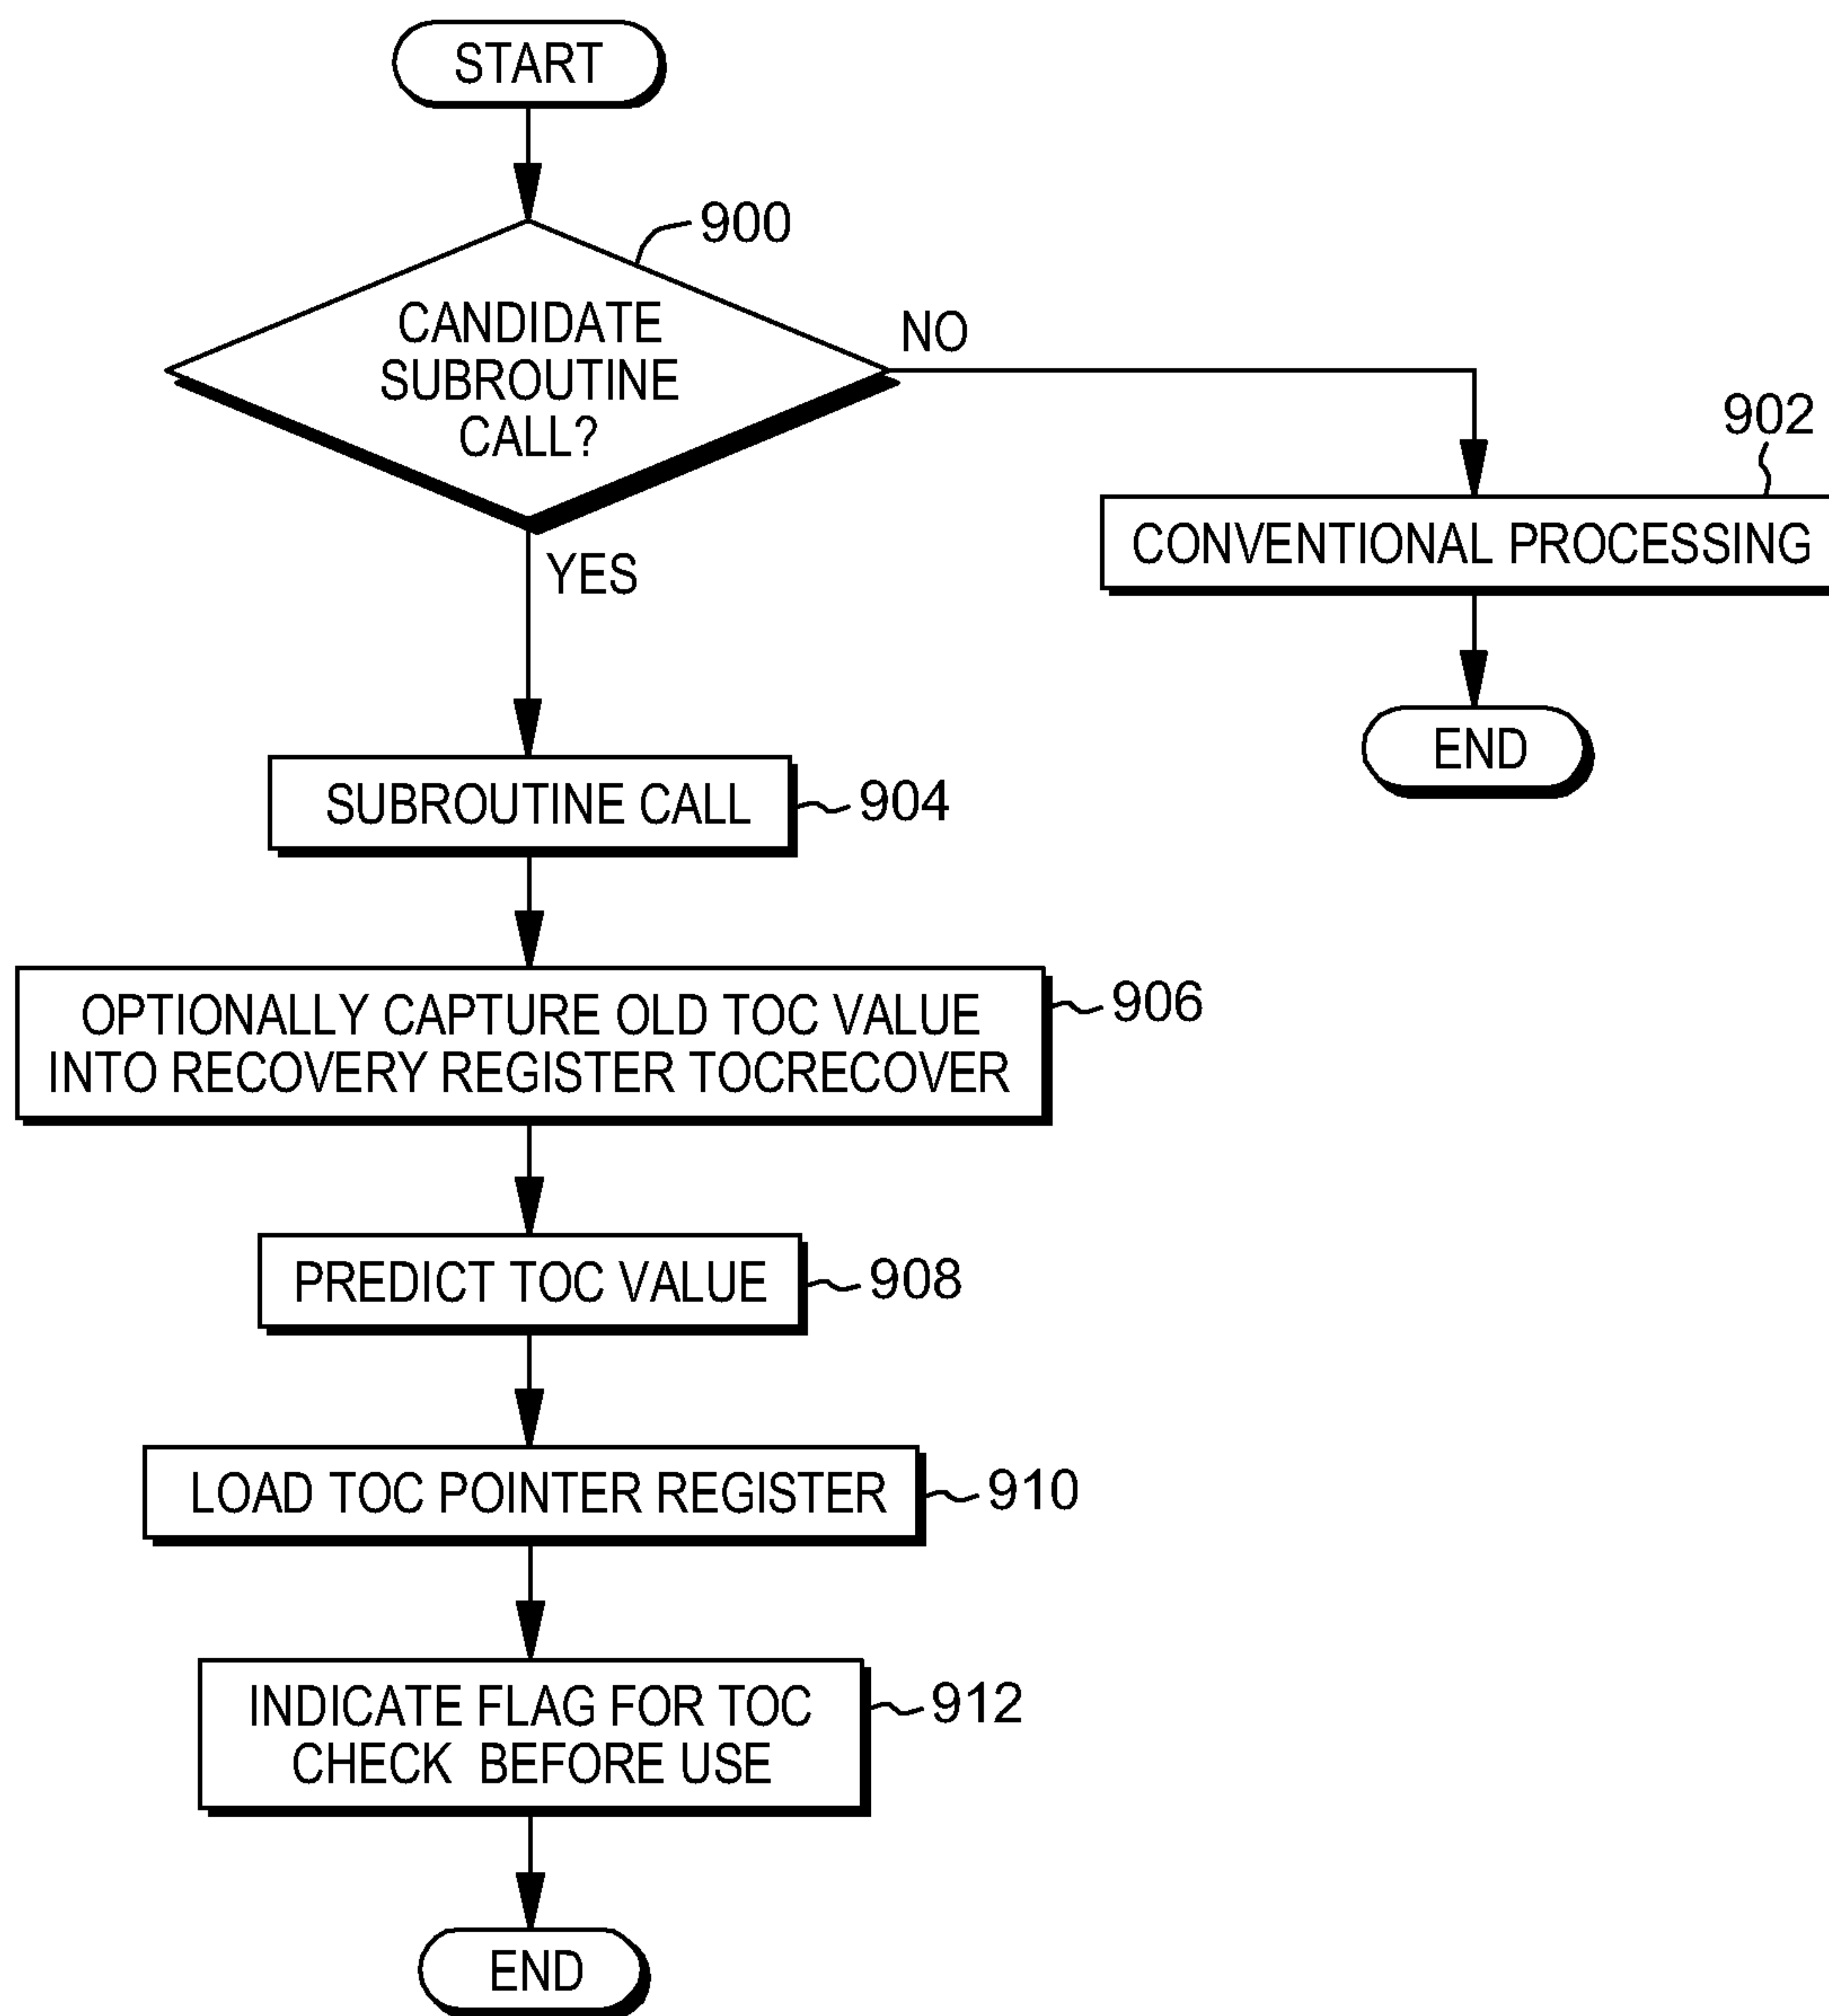 START
900
CANDIDATE
SUBROUTINE
CALL?
NO
902
CONVENTIONAL PROCESSING
END
YES
SUBROUTINE CALL
904
OPTIONALLY CAPTURE OLD TOC VALUE
INTO RECOVERY REGISTER TOCRECOVER
906
PREDICT TOC VALUE
908
LOAD TOC POINTER REGISTER
910
INDICATE FLAG FOR TOC
CHECK BEFORE USE
912
END